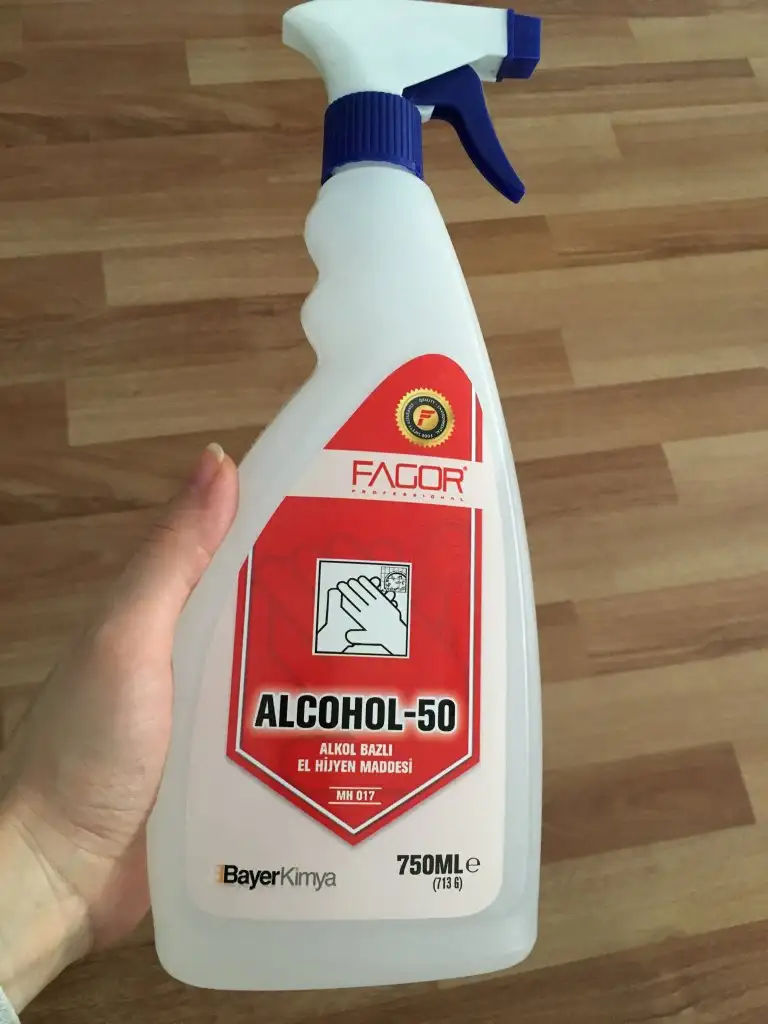 FAGOR®
PROFESSIONAL
ALCOHOL-50
ALKOL BAZLI
EL HİJYEN MADDESİ
MH 017
BayerKimya
750ML℮
(713 G)